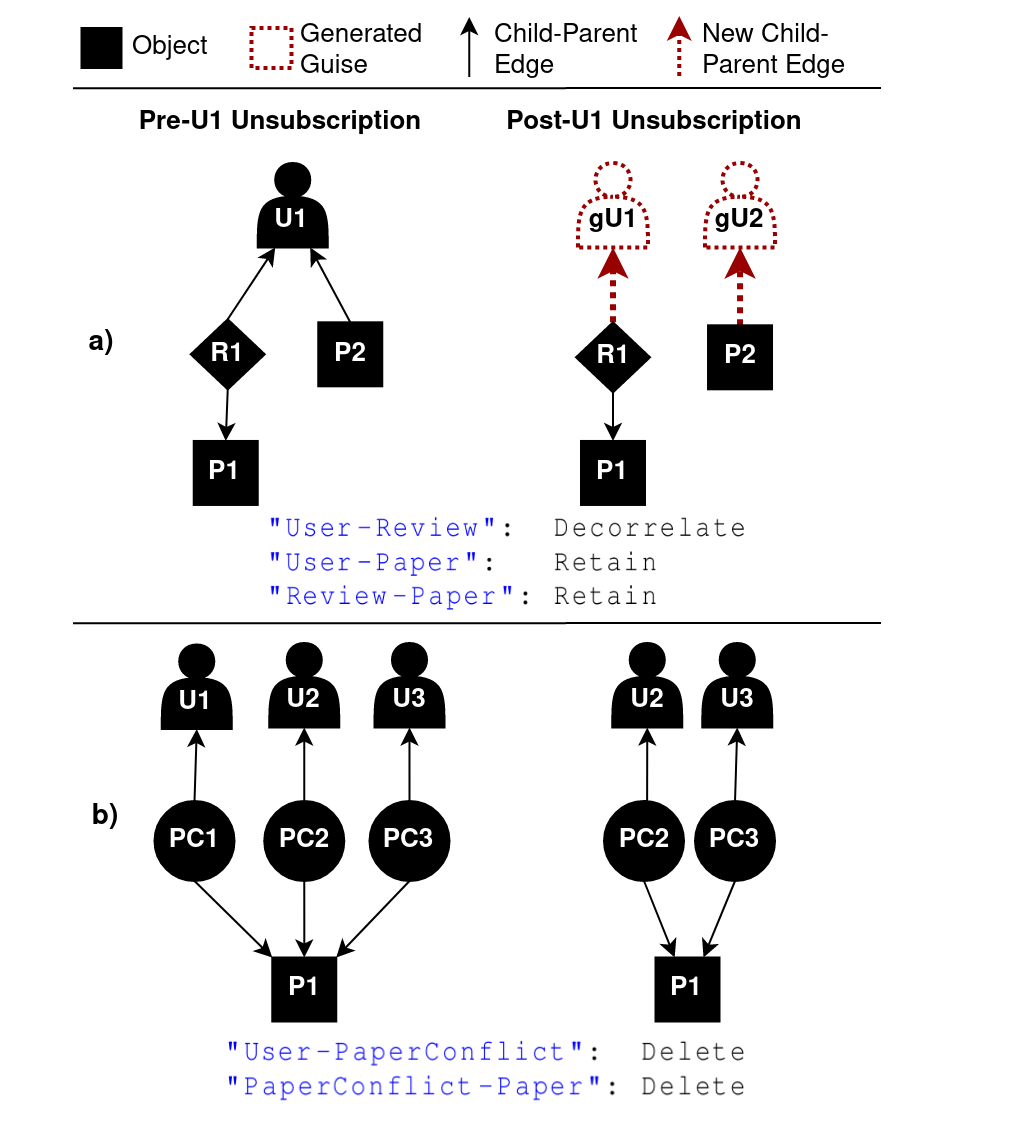 Object
Generated
Guise
Child-Parent
Edge
New Child-
Parent Edge
Pre-U1 Unsubscription
Post-U1 Unsubscription
a)
U1
R1
P2
P1
gU1
gU2
R1
P2
P1
"User-Review": Decorrelate
"User-Paper": Retain
"Review-Paper": Retain
b)
U1
U2
U3
PC1
PC2
PC3
P1
U2
U3
PC2
PC3
P1
"User-PaperConflict": Delete
"PaperConflict-Paper": Delete